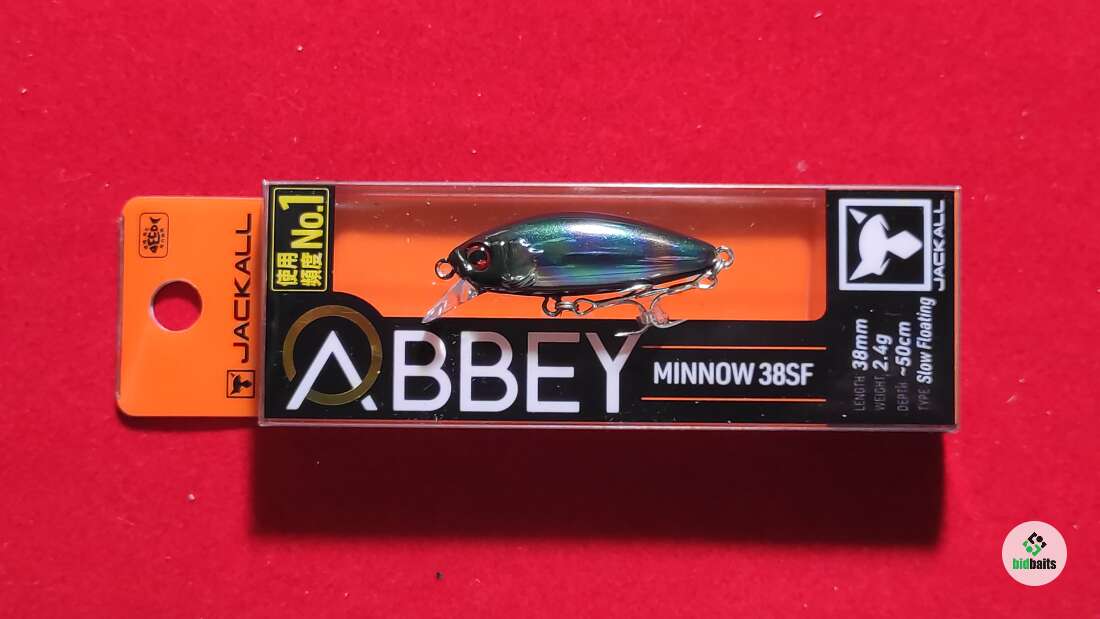 JACKALL
使用
頻度
No.1
ABBEY
MINNOW 38SF
JACKALL
LENGTH 38mm
WEIGHT 2.4g
DEPTH ~50cm
TYPE Slow Floating
bidbaits